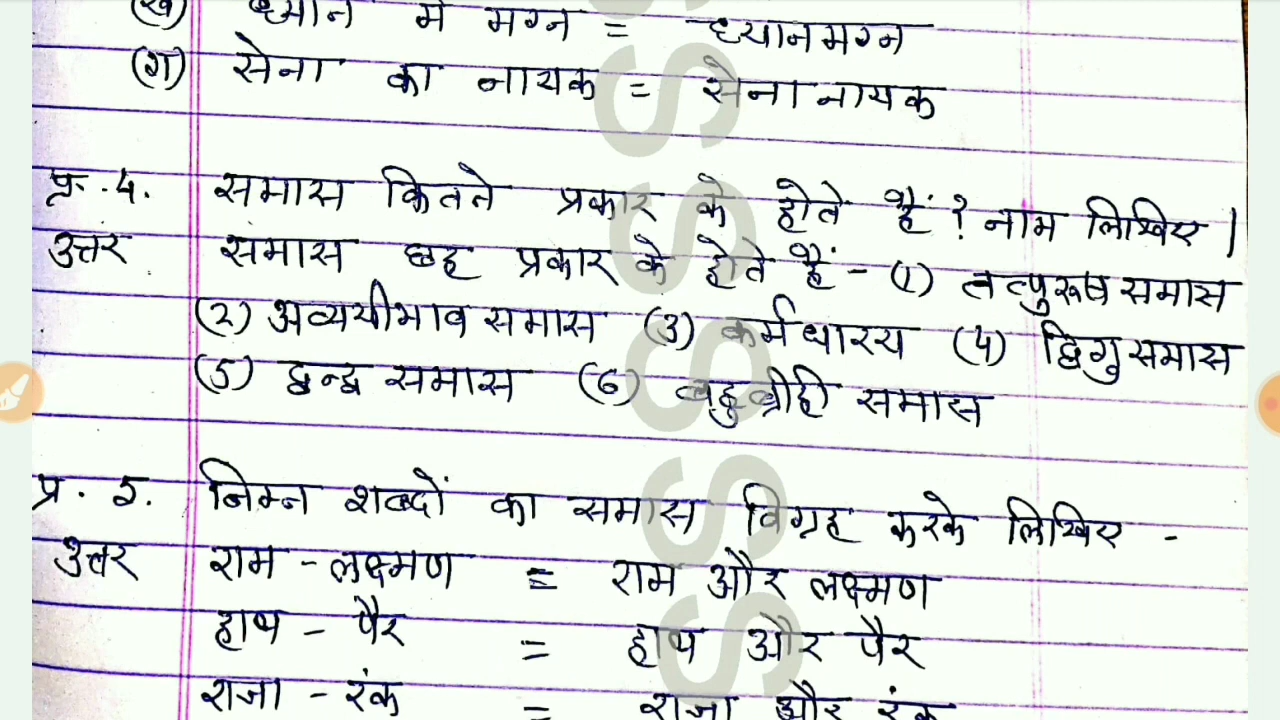 (ख) ध्यान में मग्न = ध्यानमग्न
(ग) सेना का नायक = सेनानायक
प्र. 4. समास कितने प्रकार के होते हैं ? नाम लिखिए |
उत्तर समास छह प्रकार के होते हैं - (1) तत्पुरूष समास
(2) अव्ययीभाव समास (3) कर्मधारय (4) द्विगु समास
(5) द्वन्द्व समास (6) बहुब्रीही समास
प्र. 5. निम्न शब्दों का समास विग्रह करके लिखिए -
उत्तर राम - लक्ष्मण = राम और लक्ष्मण
हाथ - पैर = हाथ और पैर
राजा - रंक = राजा और रंक
SSSS